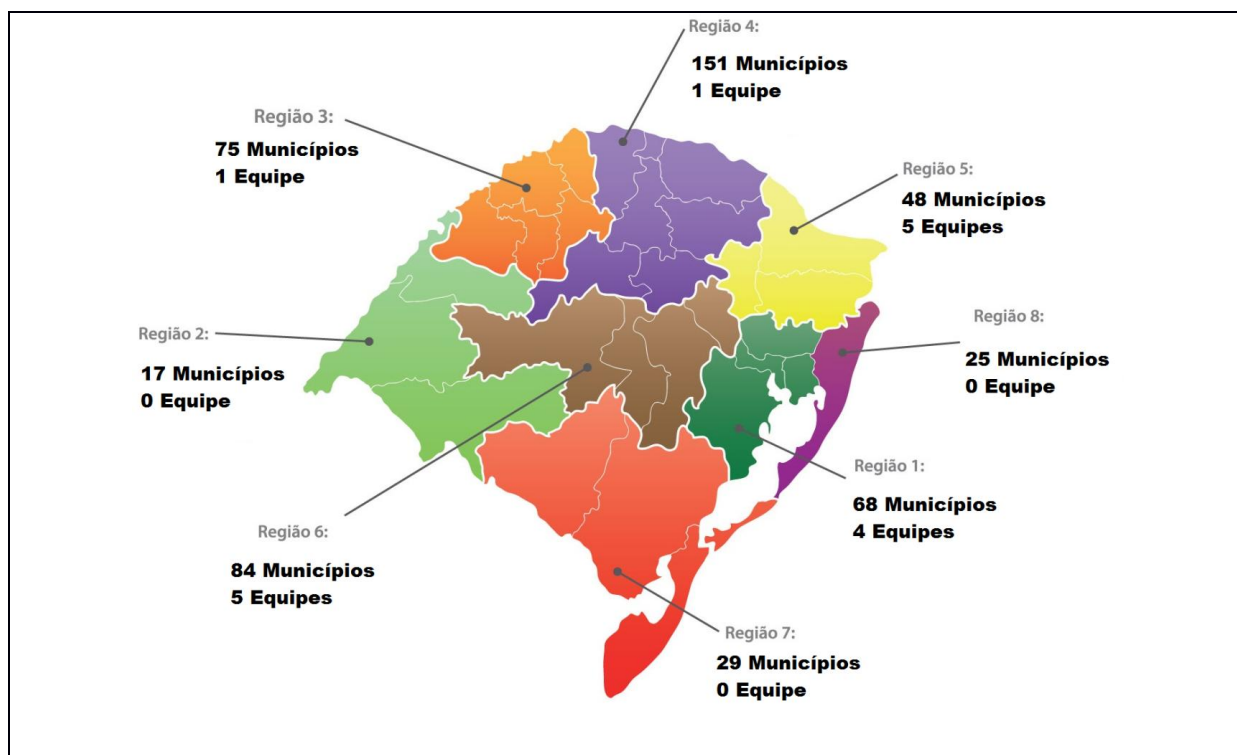 Região 4:
151 Municípios
1 Equipe
Região 3:
75 Municípios
1 Equipe
Região 5:
48 Municípios
5 Equipes
Região 2:
17 Municípios
0 Equipe
Região 8:
25 Municípios
0 Equipe
Região 1:
68 Municípios
4 Equipes
Região 6:
84 Municípios
5 Equipes
Região 7:
29 Municípios
0 Equipe